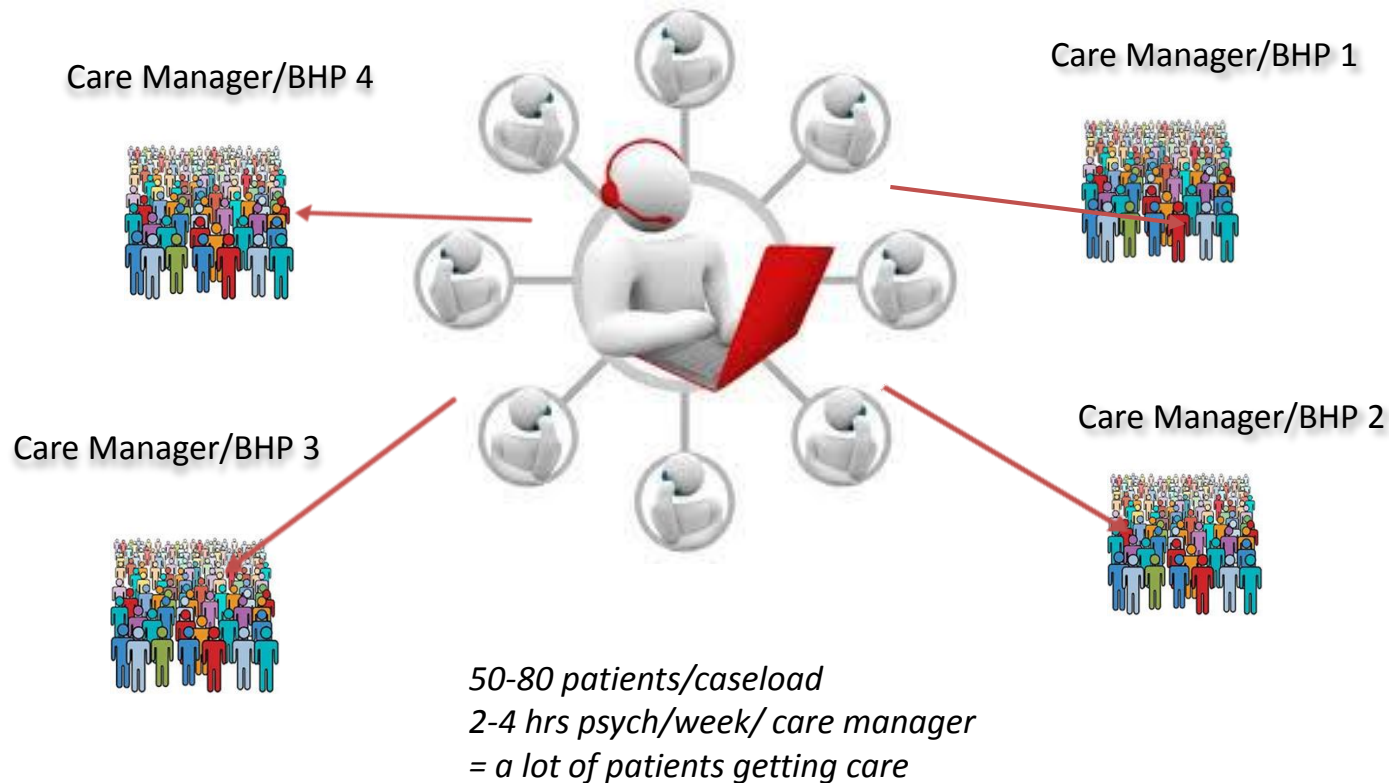 Care Manager/BHP 4
Care Manager/BHP 1
Care Manager/BHP 3
Care Manager/BHP 2
50-80 patients/caseload
2-4 hrs psych/week/ care manager
= a lot of patients getting care